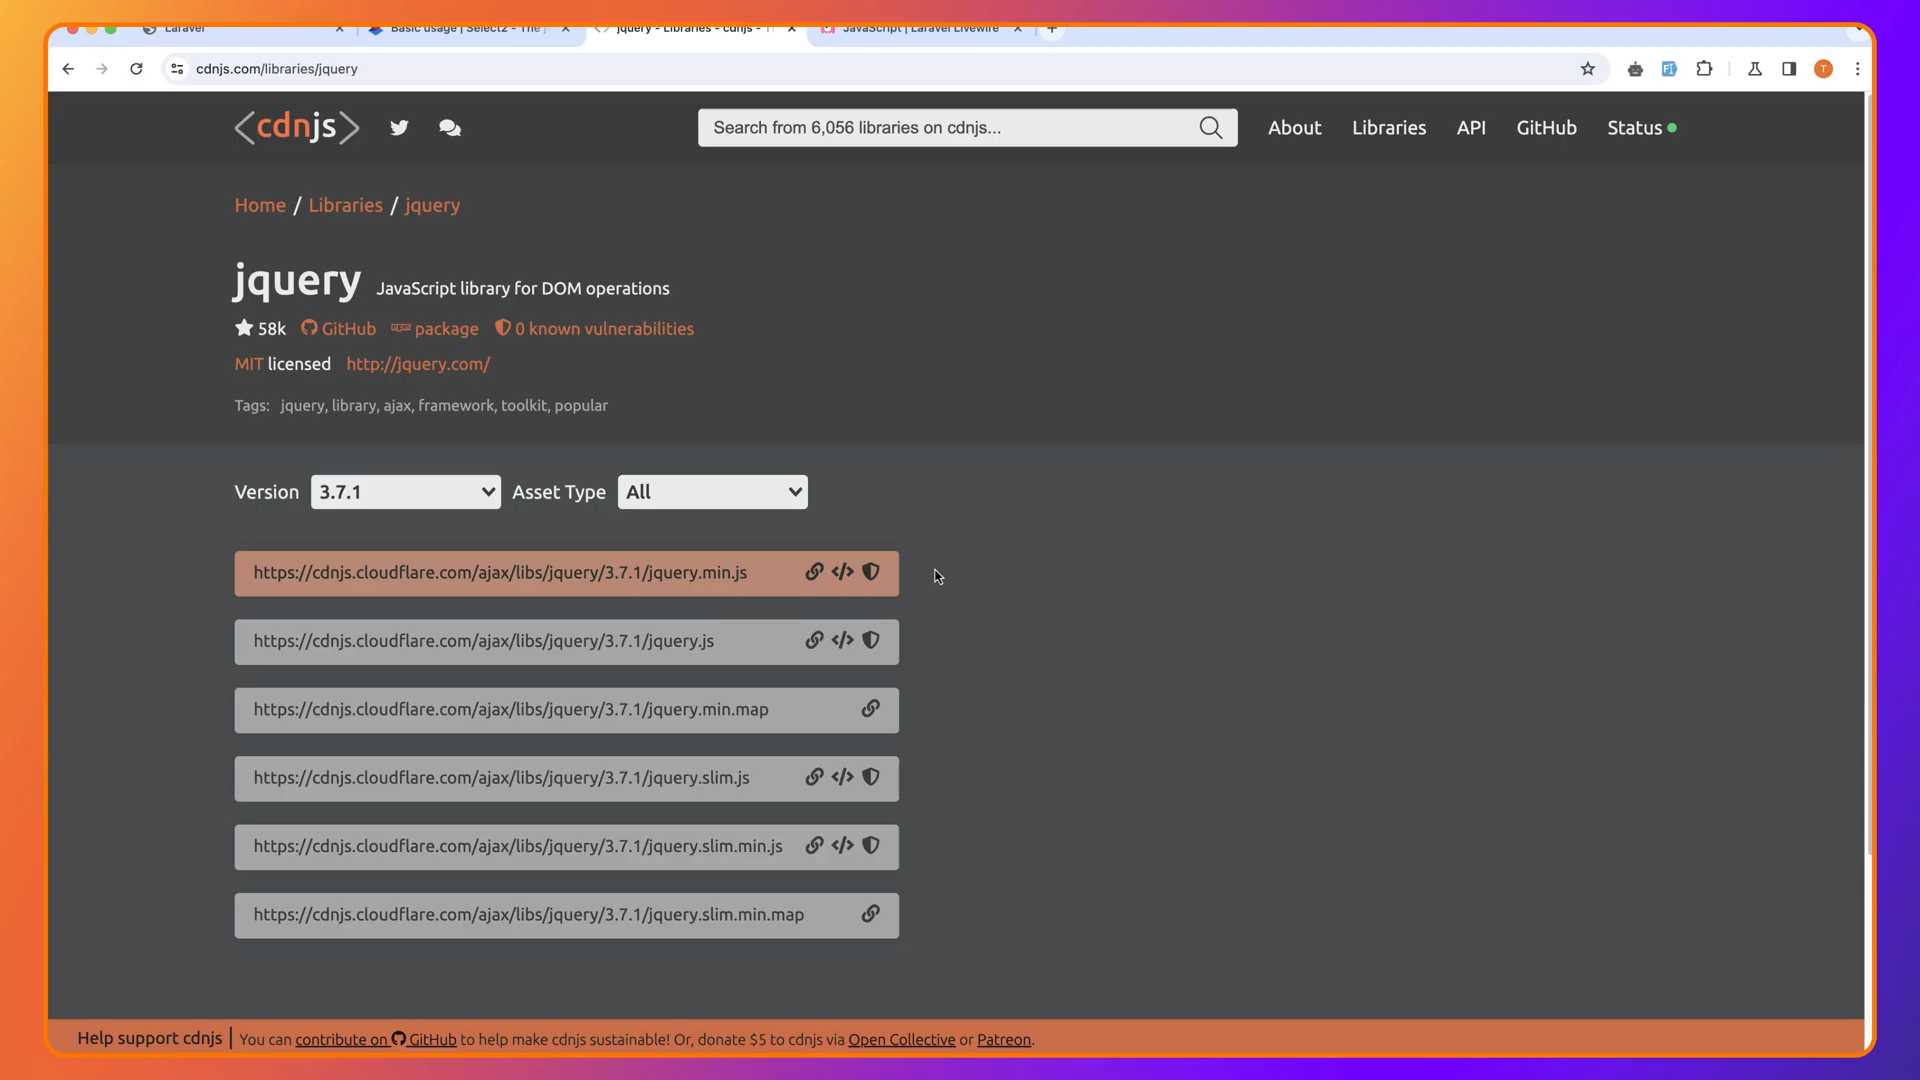 Laravel
Basic usage | Select2 - The j
jquery - Libraries - cdnjs -
JavaScript | Laravel Livewire
cdnjs.com/libraries/jquery
T
<cdnjs>
Search from 6,056 libraries on cdnjs...
About
Libraries
API
GitHub
Status
Home / Libraries / jquery
jquery JavaScript library for DOM operations
58k GitHub package 0 known vulnerabilities
MIT licensed http://jquery.com/
Tags: jquery, library, ajax, framework, toolkit, popular
Version 3.7.1 Asset Type All
https://cdnjs.cloudflare.com/ajax/libs/jquery/3.7.1/jquery.min.js
https://cdnjs.cloudflare.com/ajax/libs/jquery/3.7.1/jquery.js
https://cdnjs.cloudflare.com/ajax/libs/jquery/3.7.1/jquery.min.map
https://cdnjs.cloudflare.com/ajax/libs/jquery/3.7.1/jquery.slim.js
https://cdnjs.cloudflare.com/ajax/libs/jquery/3.7.1/jquery.slim.min.js
https://cdnjs.cloudflare.com/ajax/libs/jquery/3.7.1/jquery.slim.min.map
Help support cdnjs | You can contribute on GitHub to help make cdnjs sustainable! Or, donate $5 to cdnjs via Open Collective or Patreon.